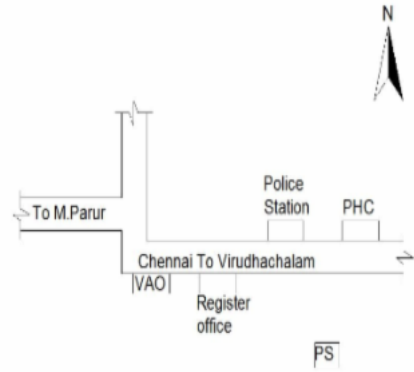 N
Police
Station
PHC
To M.Parur
Chennai To Virudhachalam
VAO
Register
office
PS